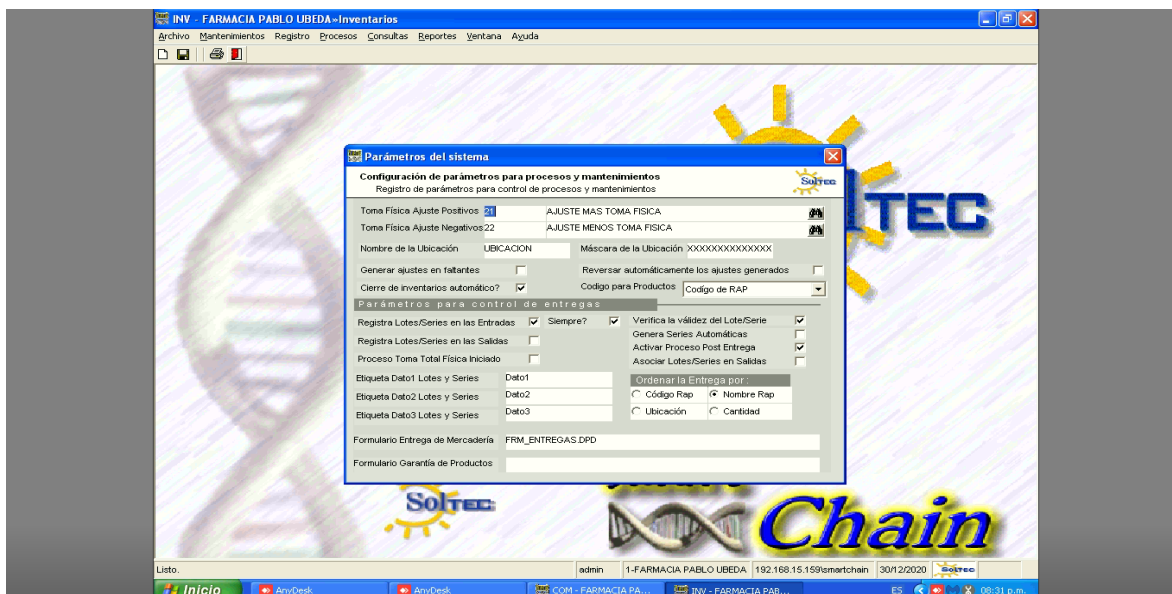 INV - FARMACIA PABLO UBEDA»Inventarios
Archivo Mantenimientos Registro Procesos Consultas Reportes Ventana Ayuda
TEC
Parámetros del sistema
Configuración de parámetros para procesos y mantenimientos
Registro de parámetros para control de procesos y mantenimientos
SolTEC
Toma Física Ajuste Positivos 21 AJUSTE MAS TOMA FISICA
Toma Física Ajuste Negativos 22 AJUSTE MENOS TOMA FISICA
Nombre de la Ubicación UBICACION Máscara de la Ubicación XXXXXXXXXXXXXX
Generar ajustes en faltantes Reversar automáticamente los ajustes generados
Cierre de inventarios automático? Codigo para Productos Codígo de RAP
Parámetros para control de entregas
Registra Lotes/Series en las Entradas Siempre? Verifica la válidez del Lote/Serie
Genera Series Automáticas
Registra Lotes/Series en las Salidas Activar Proceso Post Entrega
Proceso Toma Total Física Iniciado Asociar Lotes/Series en Salidas
Etiqueta Dato1 Lotes y Series Dato1 Ordenar la Entrega por :
Etiqueta Dato2 Lotes y Series Dato2 Código Rap Nombre Rap
Etiqueta Dato3 Lotes y Series Dato3 Ubicación Cantidad
Formulario Entrega de Mercadería FRM_ENTREGAS.DPD
Formulario Garantía de Productos
SolTEC
Chain
Listo. admin 1-FARMACIA PABLO UBEDA 192.168.15.159\smartchain 30/12/2020 SolTEC
Inicio AnyDesk AnyDesk COM - FARMACIA PA... INV - FARMACIA PAB... ES 08:31 p.m.